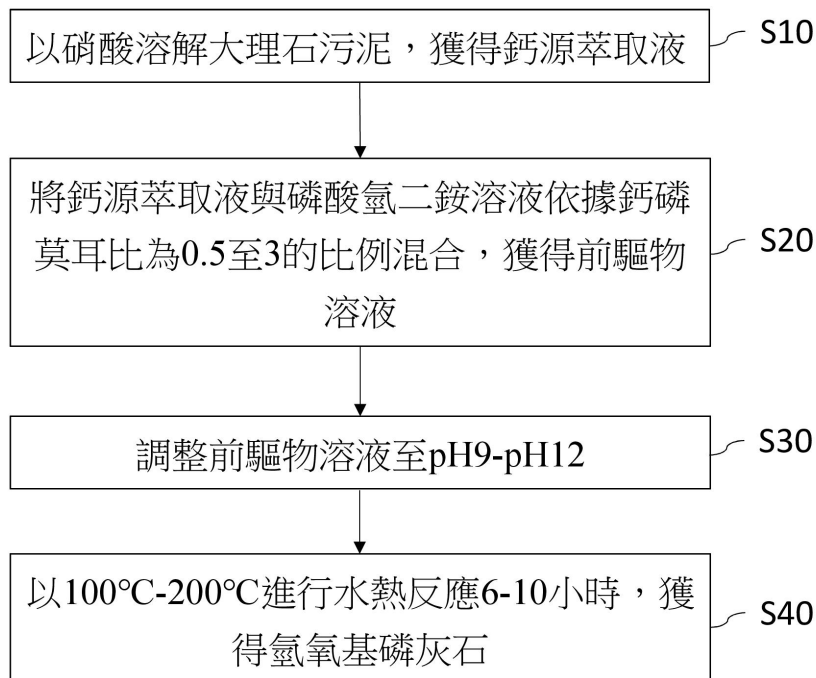 以硝酸溶解大理石污泥，獲得鈣源萃取液
S10
將鈣源萃取液與磷酸氫二銨溶液依據鈣磷
莫耳比為0.5至3的比例混合，獲得前驅物
溶液
S20
調整前驅物溶液至pH9-pH12
S30
以100℃-200℃進行水熱反應6-10小時，獲
得氫氧基磷灰石
S40